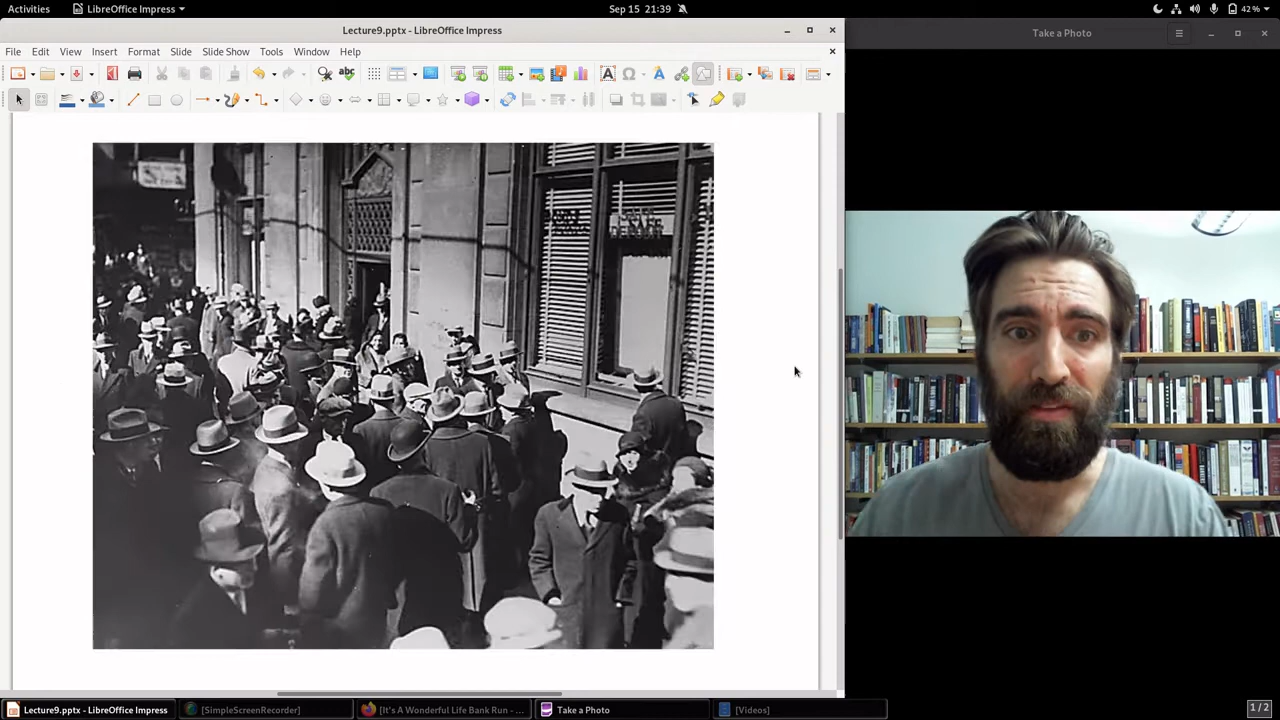 Activities
LibreOffice Impress
Sep 15 21:39
42 %
Lecture9.pptx - LibreOffice Impress
Take a Photo
File Edit View Insert Format Slide Slide Show Tools Window Help
abc
DEPOSIT
Lecture9.pptx - LibreOffice Impress
[SimpleScreenRecorder]
[It's A Wonderful Life Bank Run - ...
Take a Photo
[Videos]
1 / 2